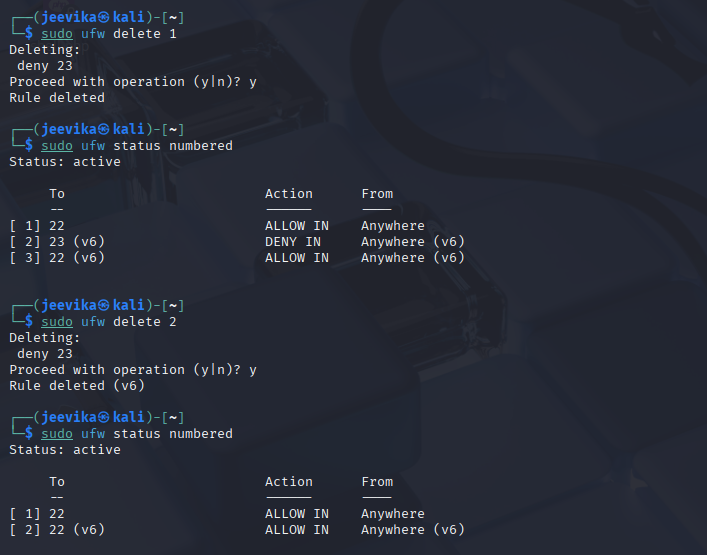 ┌──(jeevika㉿kali)-[~]
└─$ sudo ufw delete 1
Deleting:
 deny 23
Proceed with operation (y|n)? y
Rule deleted

┌──(jeevika㉿kali)-[~]
└─$ sudo ufw status numbered
Status: active

     To                         Action      From
     --                         ------      ----
[ 1] 22                         ALLOW IN    Anywhere
[ 2] 23 (v6)                    DENY IN     Anywhere (v6)
[ 3] 22 (v6)                    ALLOW IN    Anywhere (v6)

┌──(jeevika㉿kali)-[~]
└─$ sudo ufw delete 2
Deleting:
 deny 23
Proceed with operation (y|n)? y
Rule deleted (v6)

┌──(jeevika㉿kali)-[~]
└─$ sudo ufw status numbered
Status: active

     To                         Action      From
     --                         ------      ----
[ 1] 22                         ALLOW IN    Anywhere
[ 2] 22 (v6)                    ALLOW IN    Anywhere (v6)